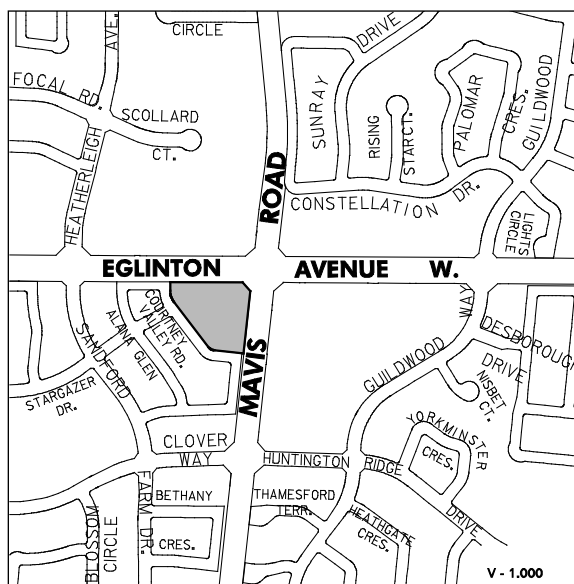 CIRCLE
AVE.
DRIVE
FOCAL RD.
SCOLLARD
CT.
HEATHERLEIGH
SUNRAY
RISING
STAR CT.
PALOMAR
CRES.
GUILDWOOD
CONSTELLATION DR.
LIGHTS
CIRCLE
MAVIS ROAD
EGLINTON AVENUE W.
COURTNEY
VALLEY RD.
ALANA GLEN
SANDFORD
STARGAZER
DR.
GUILDWOOD WAY
DESBOROUGH
DRIVE
NISBET
CT.
YORKMINSTER
CRES.
CLOVER
WAY
HUNTINGTON RIDGE DRIVE
FARM DR.
BETHANY
CRES.
THAMESFORD
TERR.
HEATHGATE
CRES.
BLOSSOM
CIRCLE
V - 1.000